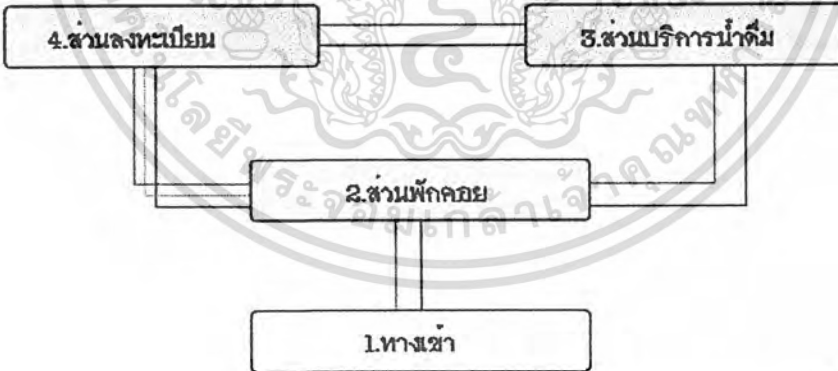 4.ส่วนลงทะเบียน
3.ส่วนบริการน้ำดื่ม
2.ส่วนพักคอย
1.ทางเข้า